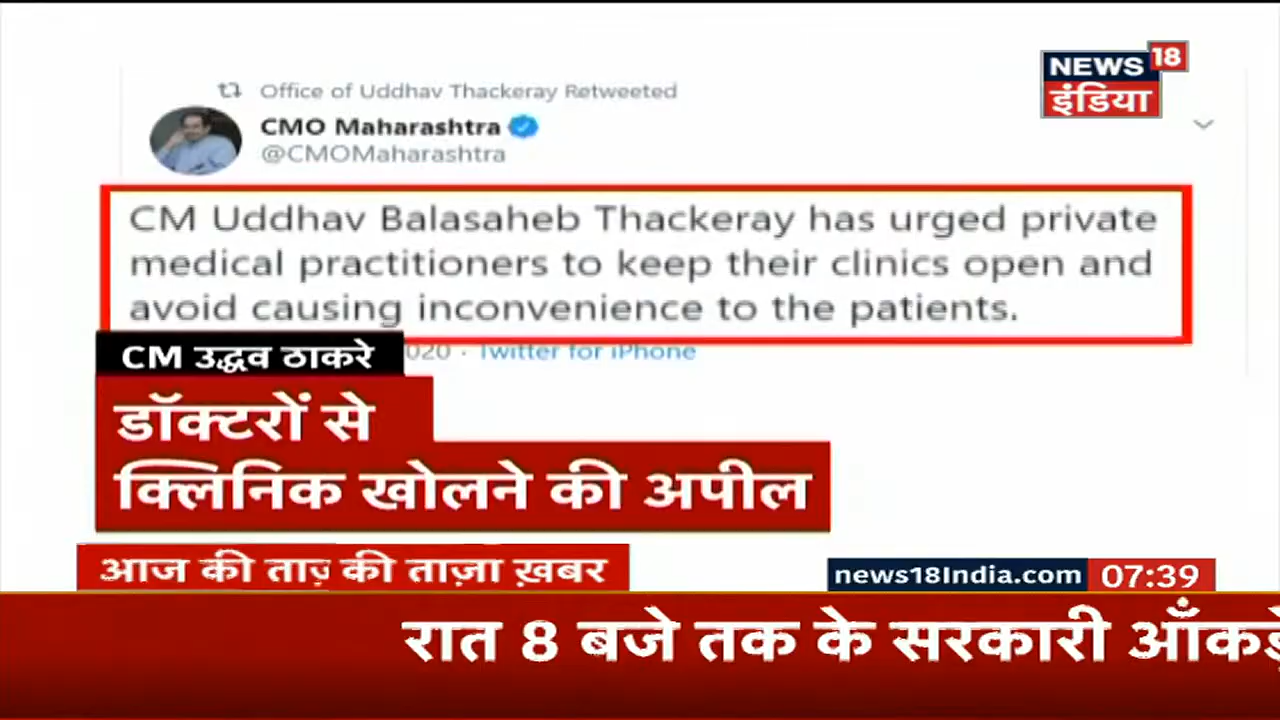 NEWS 18
इंडिया
Office of Uddhav Thackeray Retweeted
CMO Maharashtra
@CMOMaharashtra
CM Uddhav Balasaheb Thackeray has urged private
medical practitioners to keep their clinics open and
avoid causing inconvenience to the patients.
020 · Twitter for iPhone
CM उद्धव ठाकरे
डॉक्टरों से
क्लिनिक खोलने की अपील
आज की की ताज़ा ख़बर
news18India.com 07:39
रात 8 बजे तक के सरकारी